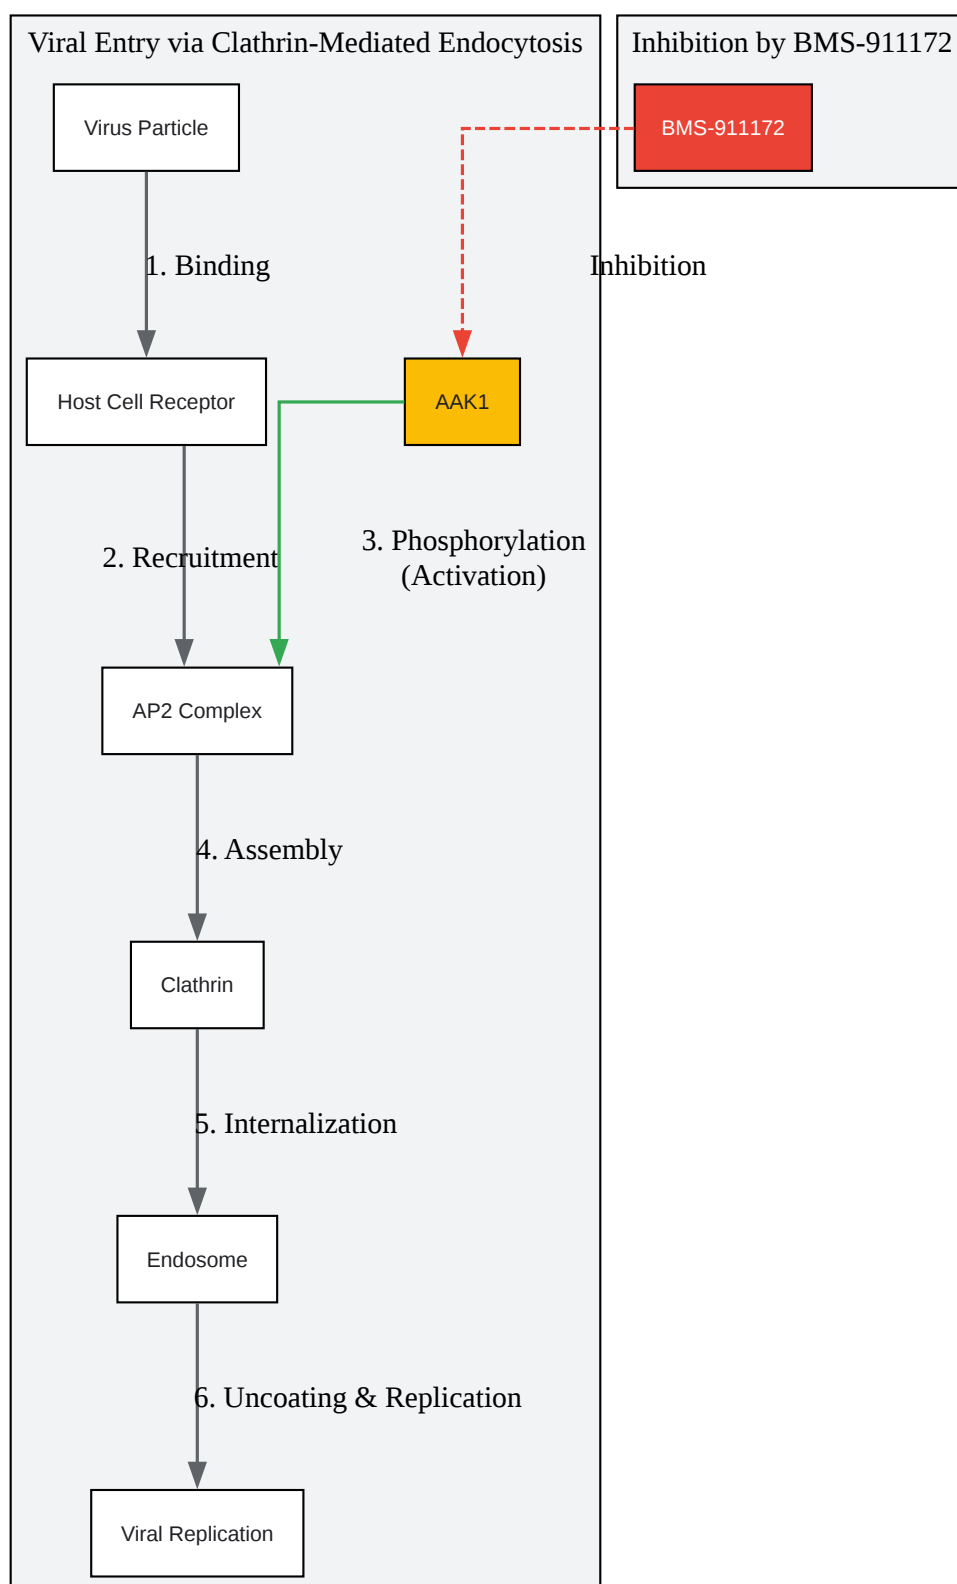 Viral Entry via Clathrin-Mediated Endocytosis
Inhibition by BMS-911172
Virus Particle
BMS-911172
1. Binding
Inhibition
Host Cell Receptor
AAK1
2. Recruitment
3. Phosphorylation
(Activation)
AP2 Complex
4. Assembly
Clathrin
5. Internalization
Endosome
6. Uncoating & Replication
Viral Replication